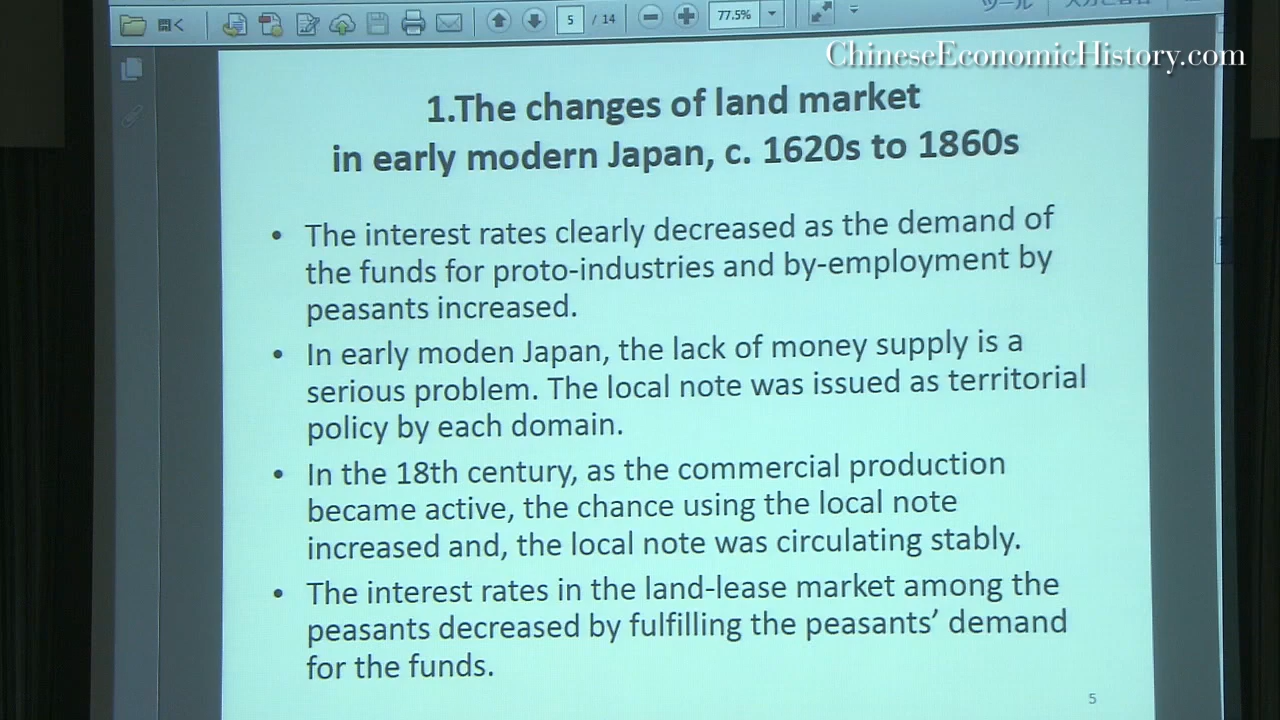 5 / 14
77.5%
ツール
ChineseEconomicHistory.com
1.The changes of land market
in early modern Japan, c. 1620s to 1860s
• The interest rates clearly decreased as the demand of
the funds for proto-industries and by-employment by
peasants increased.
• In early moden Japan, the lack of money supply is a
serious problem. The local note was issued as territorial
policy by each domain.
• In the 18th century, as the commercial production
became active, the chance using the local note
increased and, the local note was circulating stably.
• The interest rates in the land-lease market among the
peasants decreased by fulfilling the peasants’ demand
for the funds.
5